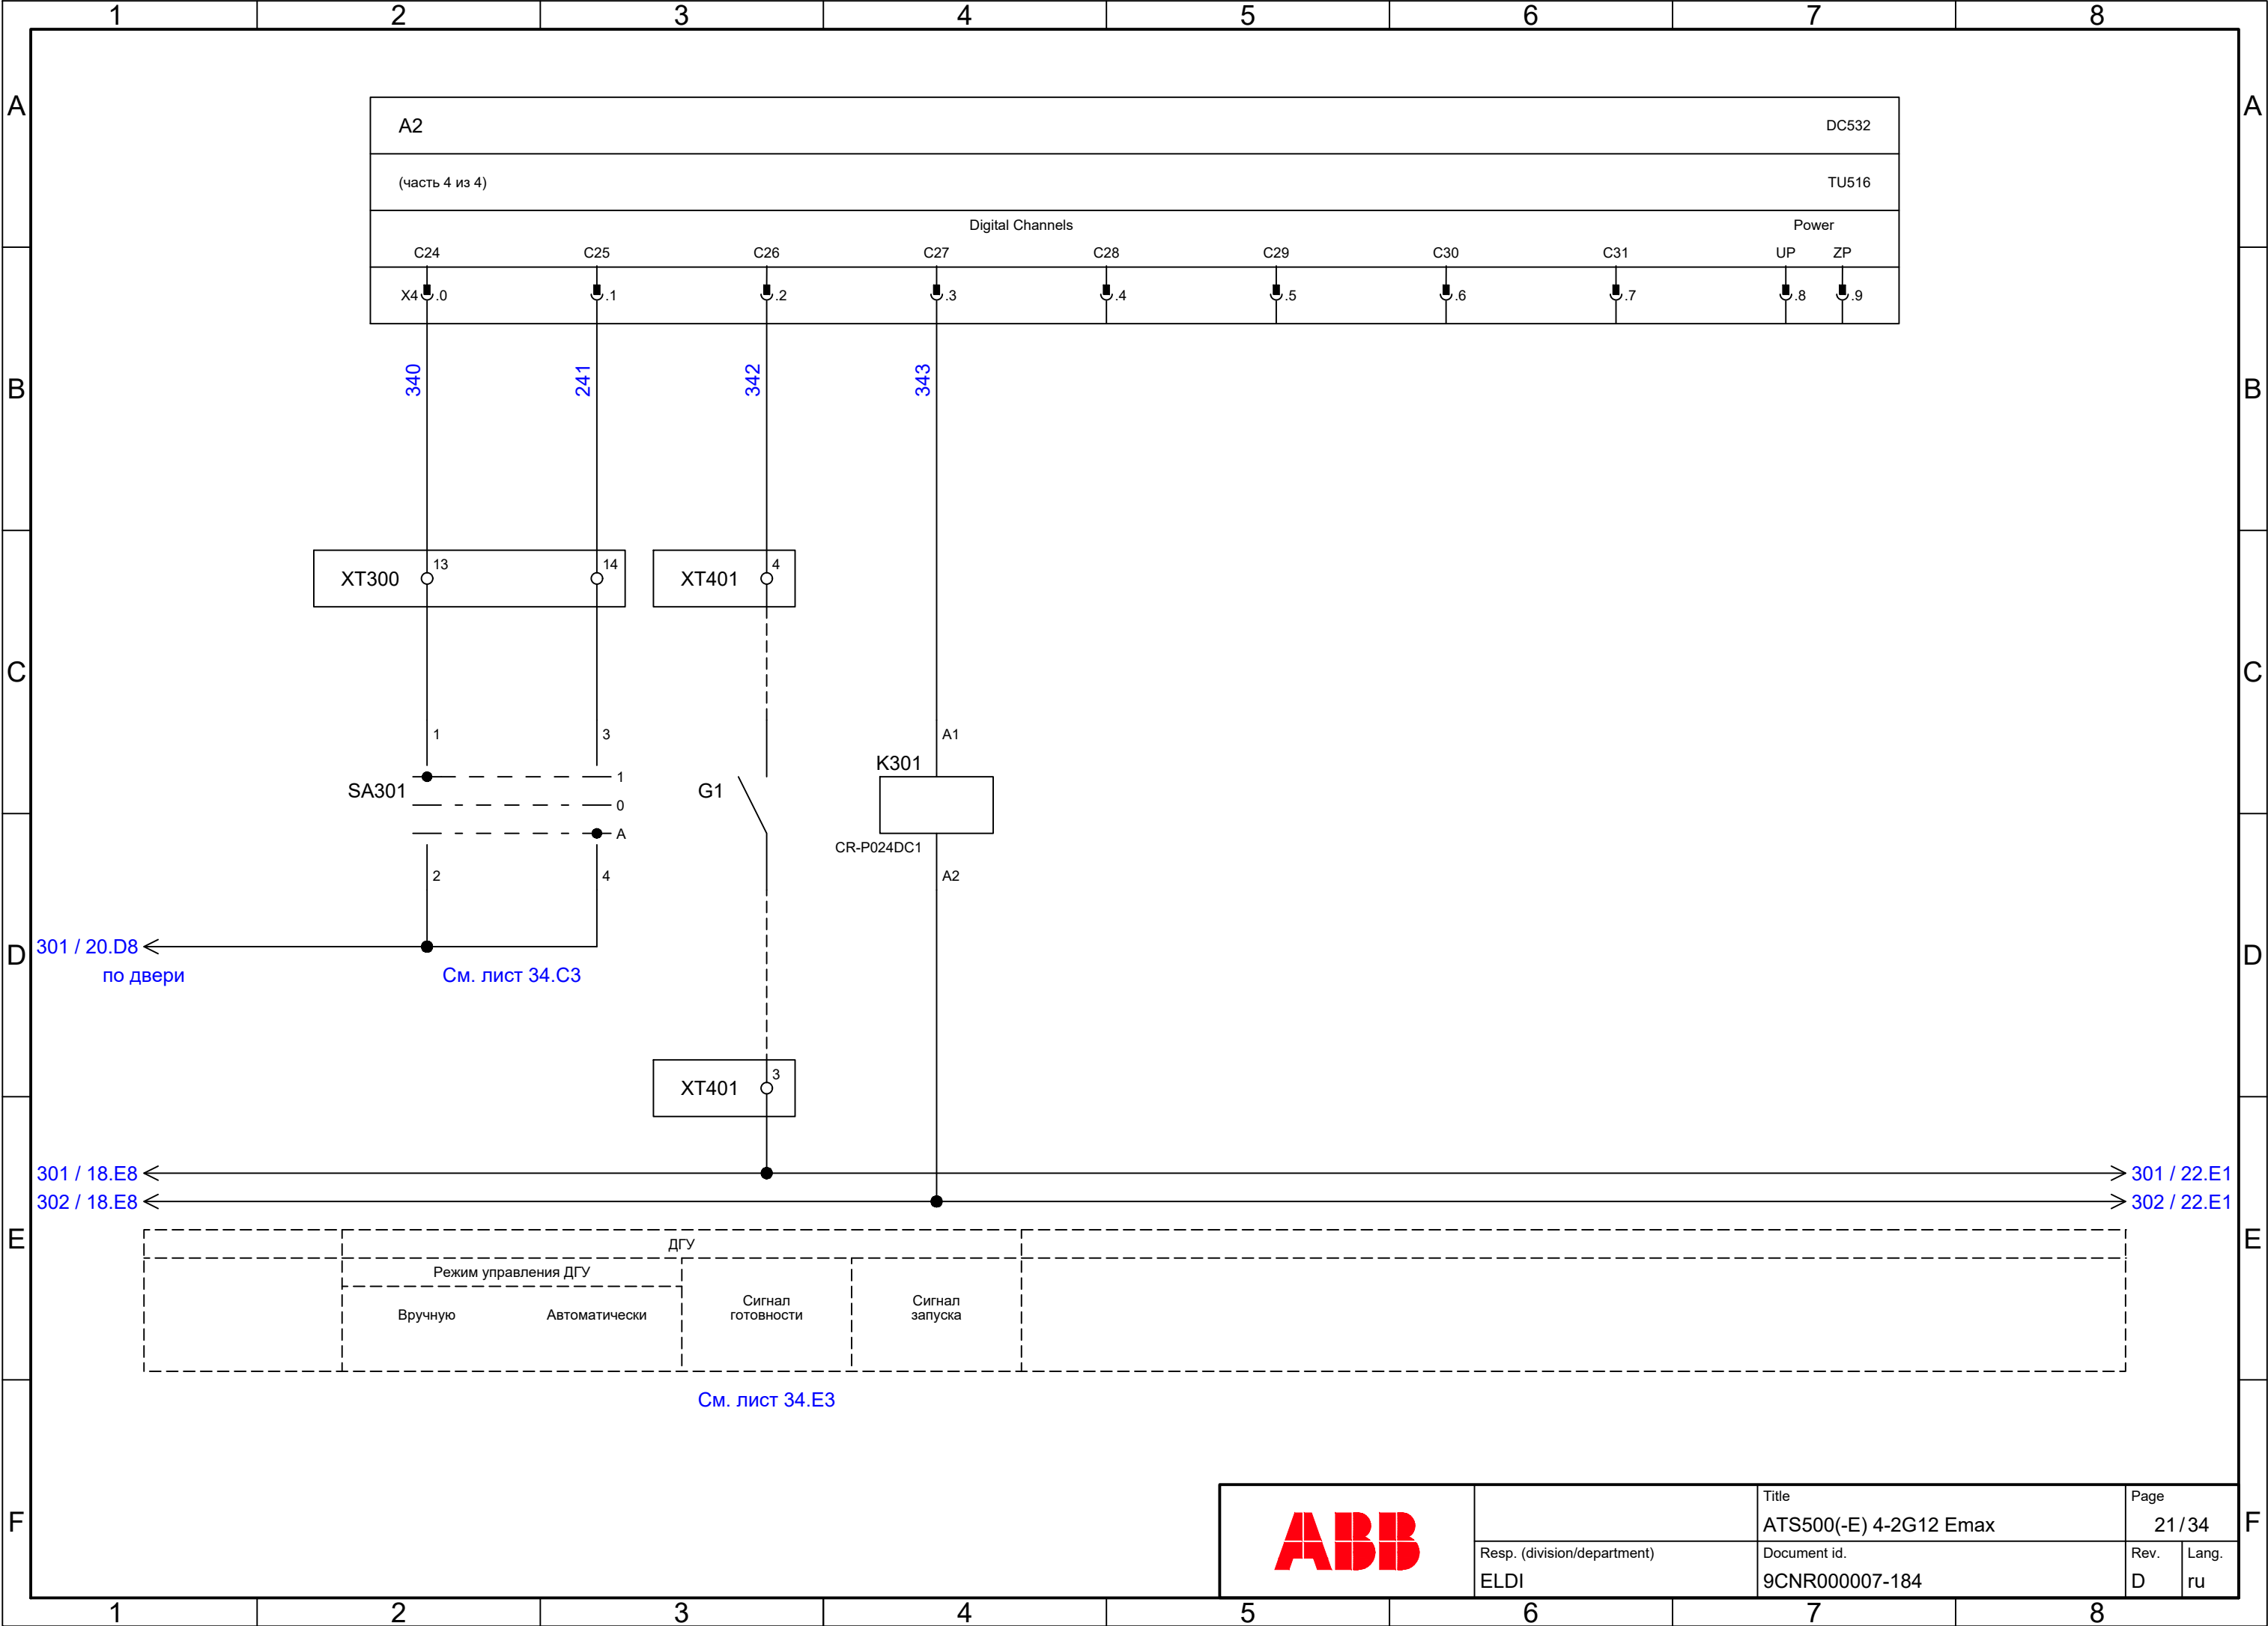 1 2 3 4 5 6 7 8
A A
A2 DC532
(часть 4 из 4) TU516
Digital Channels Power
C24 C25 C26 C27 C28 C29 C30 C31 UP ZP
X4 .0 .1 .2 .3 .4 .5 .6 .7 .8 .9
B B
340 241 342 343
XT300 13 14 XT401 4
C C
1 3 A1
K301
1
SA301 G1
0
A
CR-P024DC1
2 4 A2
301 / 20.D8
D D
по двери См. лист 34.C3
XT401 3
301 / 18.E8 301 / 22.E1
302 / 18.E8 302 / 22.E1
E E
ДГУ
Режим управления ДГУ
Вручную Автоматически
Сигнал
готовности
Сигнал
запуска
См. лист 34.E3
F F
ABB
Title
ATS500(-E) 4-2G12 Emax
Page
21/34
Resp. (division/department)
ELDI
Document id.
9CNR000007-184
Rev.
D
Lang.
ru
1 2 3 4 5 6 7 8